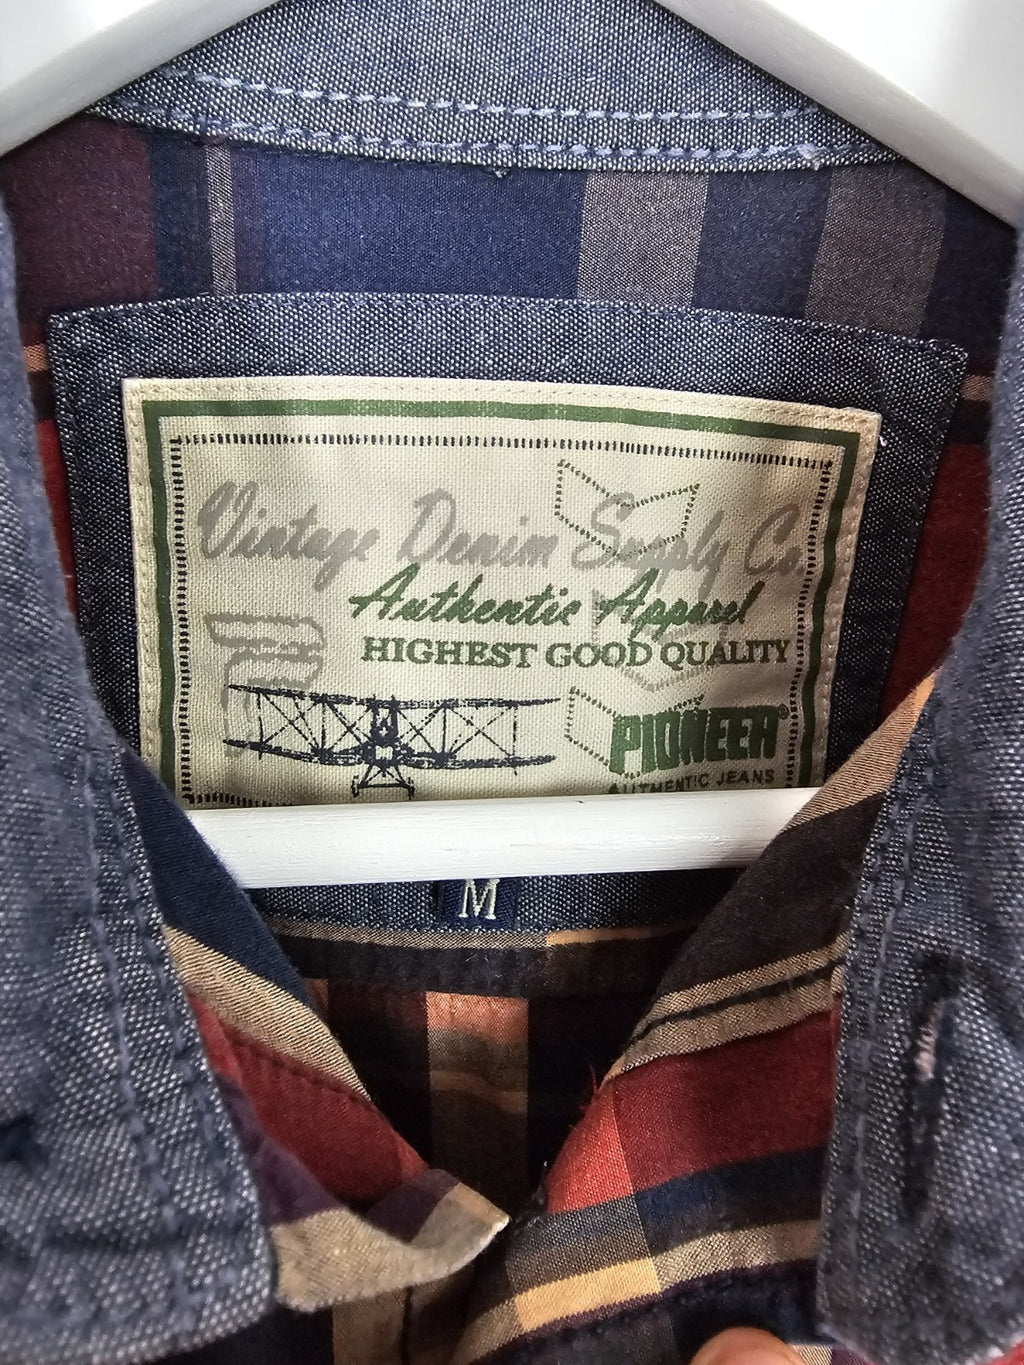 Vintage Denim Supply Co.
Authentic Apparel
HIGHEST GOOD QUALITY
PIONEER®
AUTHENTIC JEANS
M